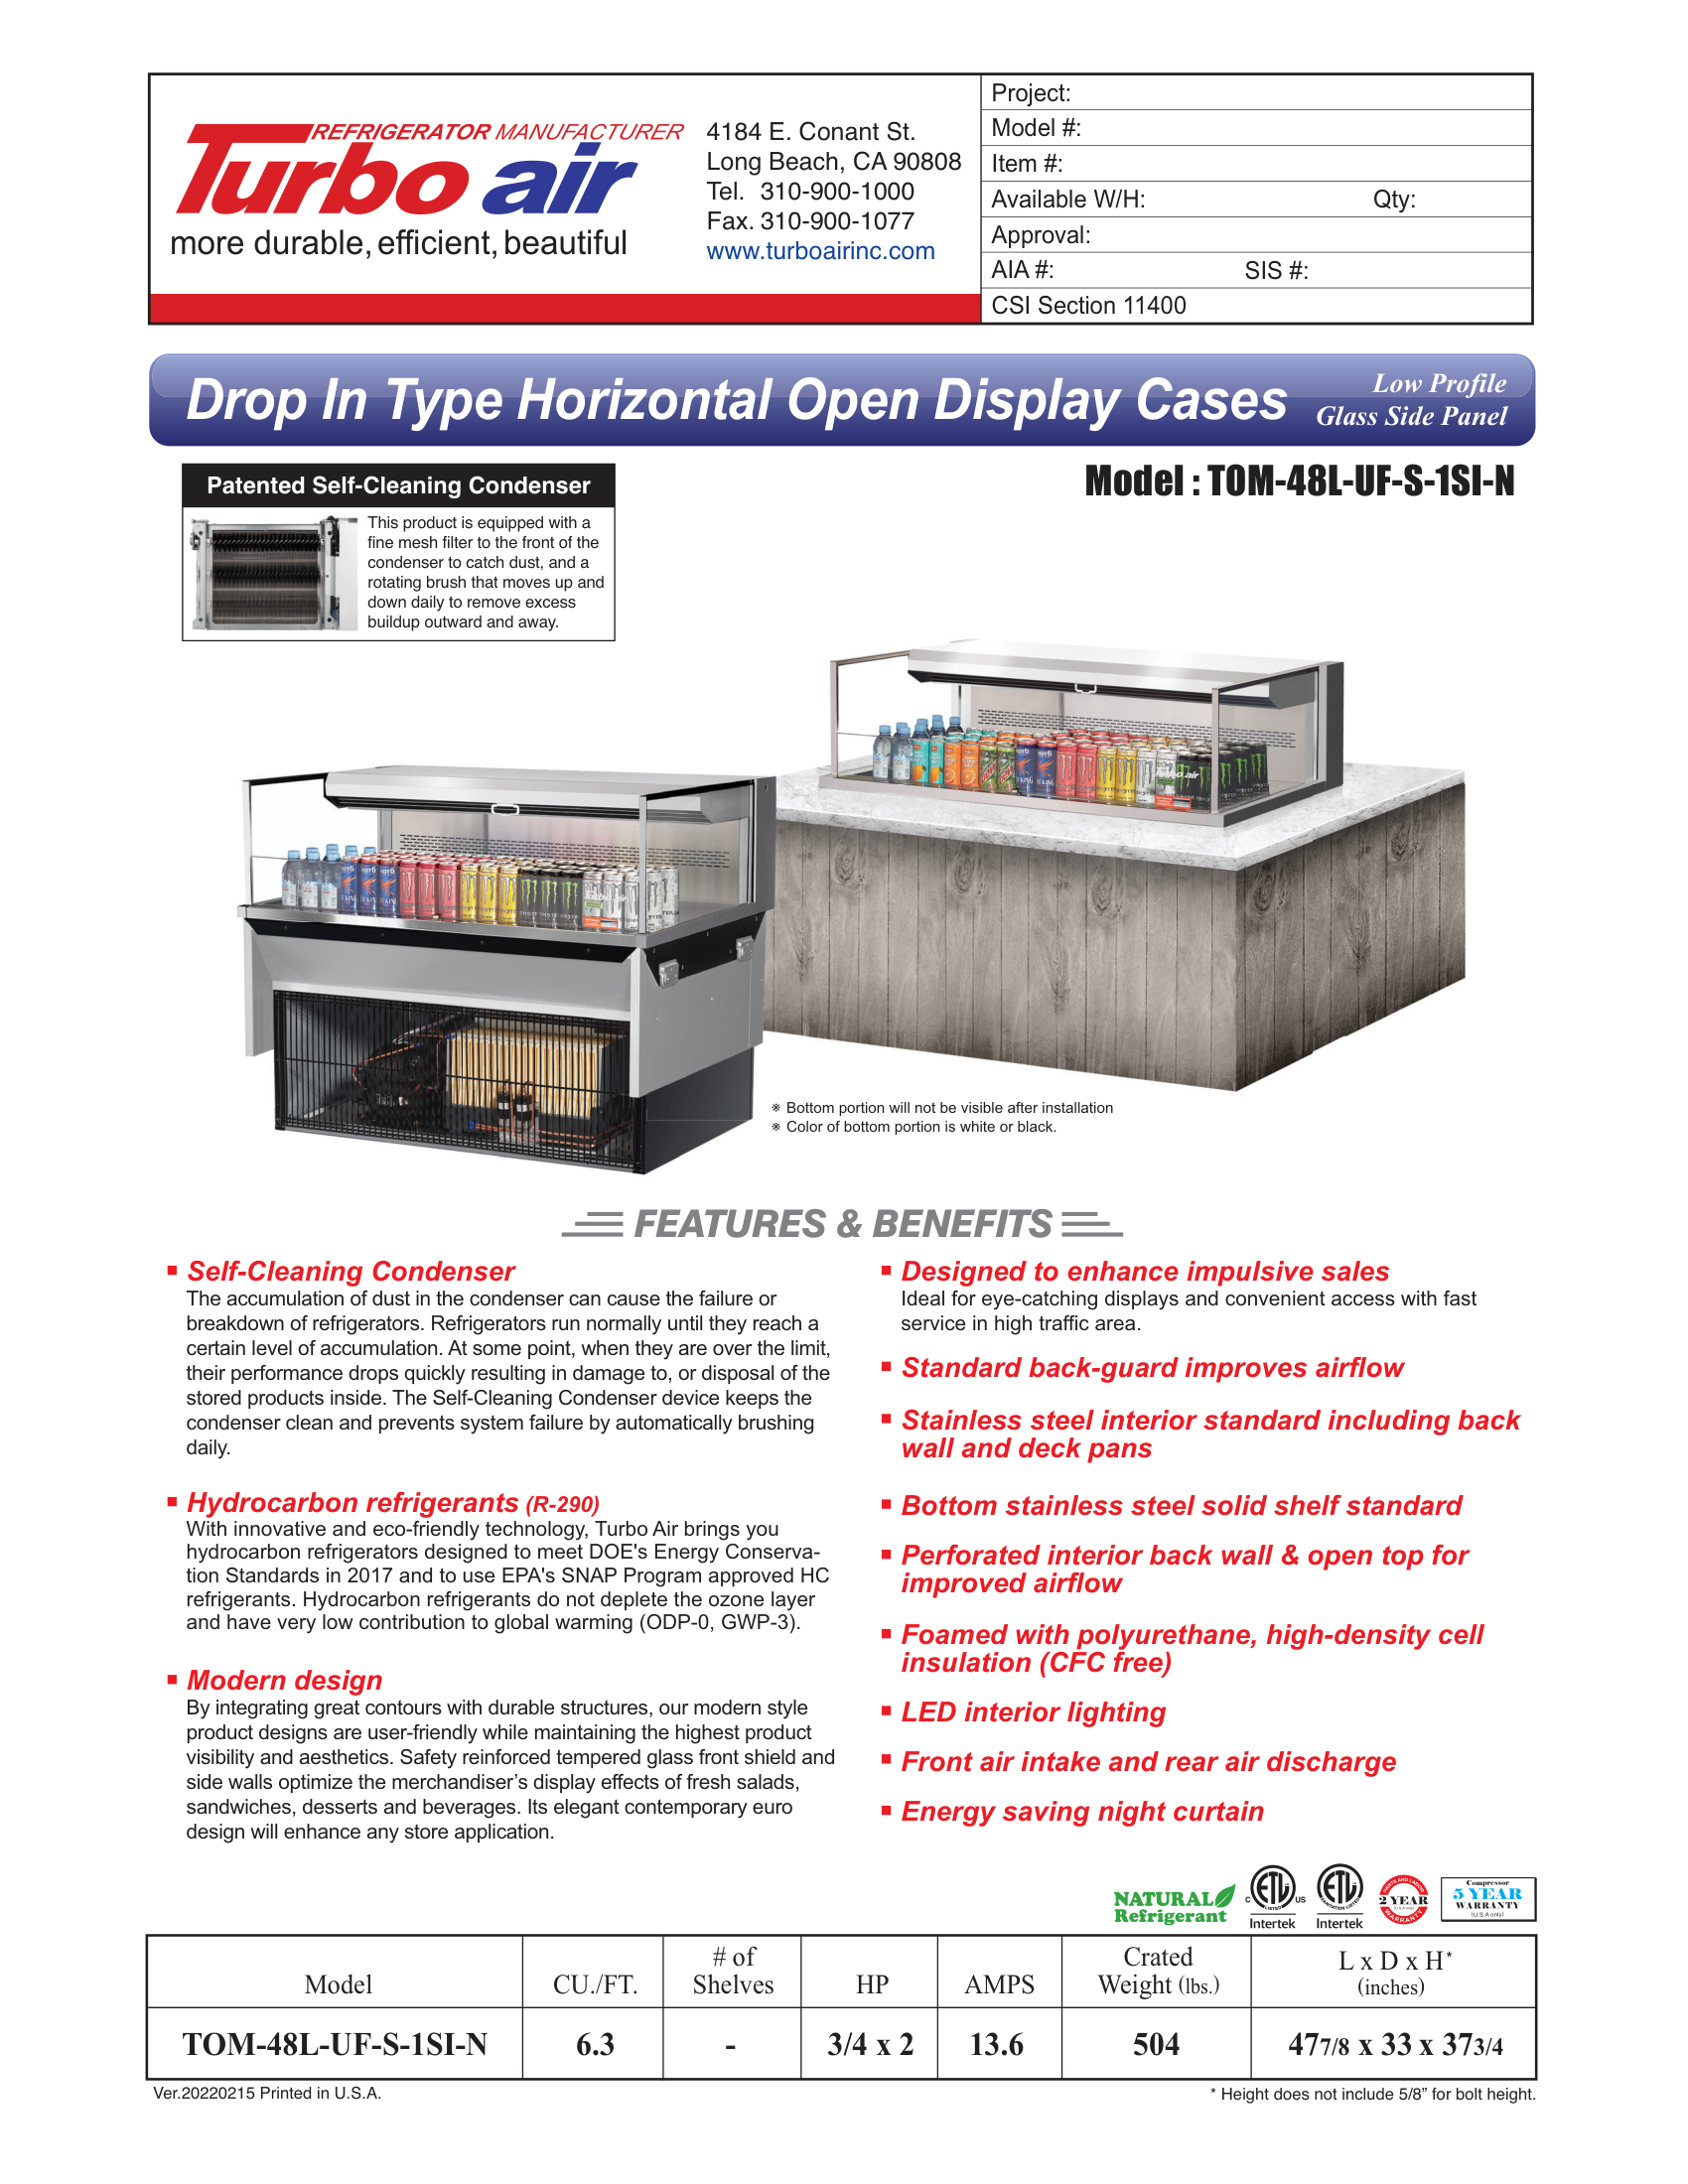 REFRIGERATOR MANUFACTURER
Turbo air
more durable, efficient, beautiful
4184 E. Conant St.
Long Beach, CA 90808
Tel. 310-900-1000
Fax. 310-900-1077
www.turboairinc.com
Project:
Model #:
Item #:
Available W/H: Qty:
Approval:
AIA #: SIS #:
CSI Section 11400
Drop In Type Horizontal Open Display Cases
Low Profile
Glass Side Panel
Patented Self-Cleaning Condenser
This product is equipped with a
fine mesh filter to the front of the
condenser to catch dust, and a
rotating brush that moves up and
down daily to remove excess
buildup outward and away.
Model : TOM-48L-UF-S-1SI-N
※ Bottom portion will not be visible after installation
※ Color of bottom portion is white or black.
FEATURES & BENEFITS
▪ Self-Cleaning Condenser
The accumulation of dust in the condenser can cause the failure or
breakdown of refrigerators. Refrigerators run normally until they reach a
certain level of accumulation. At some point, when they are over the limit,
their performance drops quickly resulting in damage to, or disposal of the
stored products inside. The Self-Cleaning Condenser device keeps the
condenser clean and prevents system failure by automatically brushing
daily.
▪ Hydrocarbon refrigerants (R-290)
With innovative and eco-friendly technology, Turbo Air brings you
hydrocarbon refrigerators designed to meet DOE's Energy Conserva-
tion Standards in 2017 and to use EPA's SNAP Program approved HC
refrigerants. Hydrocarbon refrigerants do not deplete the ozone layer
and have very low contribution to global warming (ODP-0, GWP-3).
▪ Modern design
By integrating great contours with durable structures, our modern style
product designs are user-friendly while maintaining the highest product
visibility and aesthetics. Safety reinforced tempered glass front shield and
side walls optimize the merchandiser’s display effects of fresh salads,
sandwiches, desserts and beverages. Its elegant contemporary euro
design will enhance any store application.
▪ Designed to enhance impulsive sales
Ideal for eye-catching displays and convenient access with fast
service in high traffic area.
▪ Standard back-guard improves airflow
▪ Stainless steel interior standard including back
wall and deck pans
▪ Bottom stainless steel solid shelf standard
▪ Perforated interior back wall & open top for
improved airflow
▪ Foamed with polyurethane, high-density cell
insulation (CFC free)
▪ LED interior lighting
▪ Front air intake and rear air discharge
▪ Energy saving night curtain
NATURAL
Refrigerant
C ETL US
LISTED
Intertek
ETL
SANITATION LISTED
Intertek
PARTS AND LABOR
2 YEAR
(U.S.A only)
WARRANTY
Compressor
5 YEAR
WARRANTY
(U.S.A only)
Model CU./FT. # of Shelves HP AMPS Crated Weight (lbs.) L x D x H* (inches)
TOM-48L-UF-S-1SI-N 6.3 - 3/4 x 2 13.6 504 47 7/8 x 33 x 37 3/4
Ver.20220215 Printed in U.S.A.
* Height does not include 5/8” for bolt height.